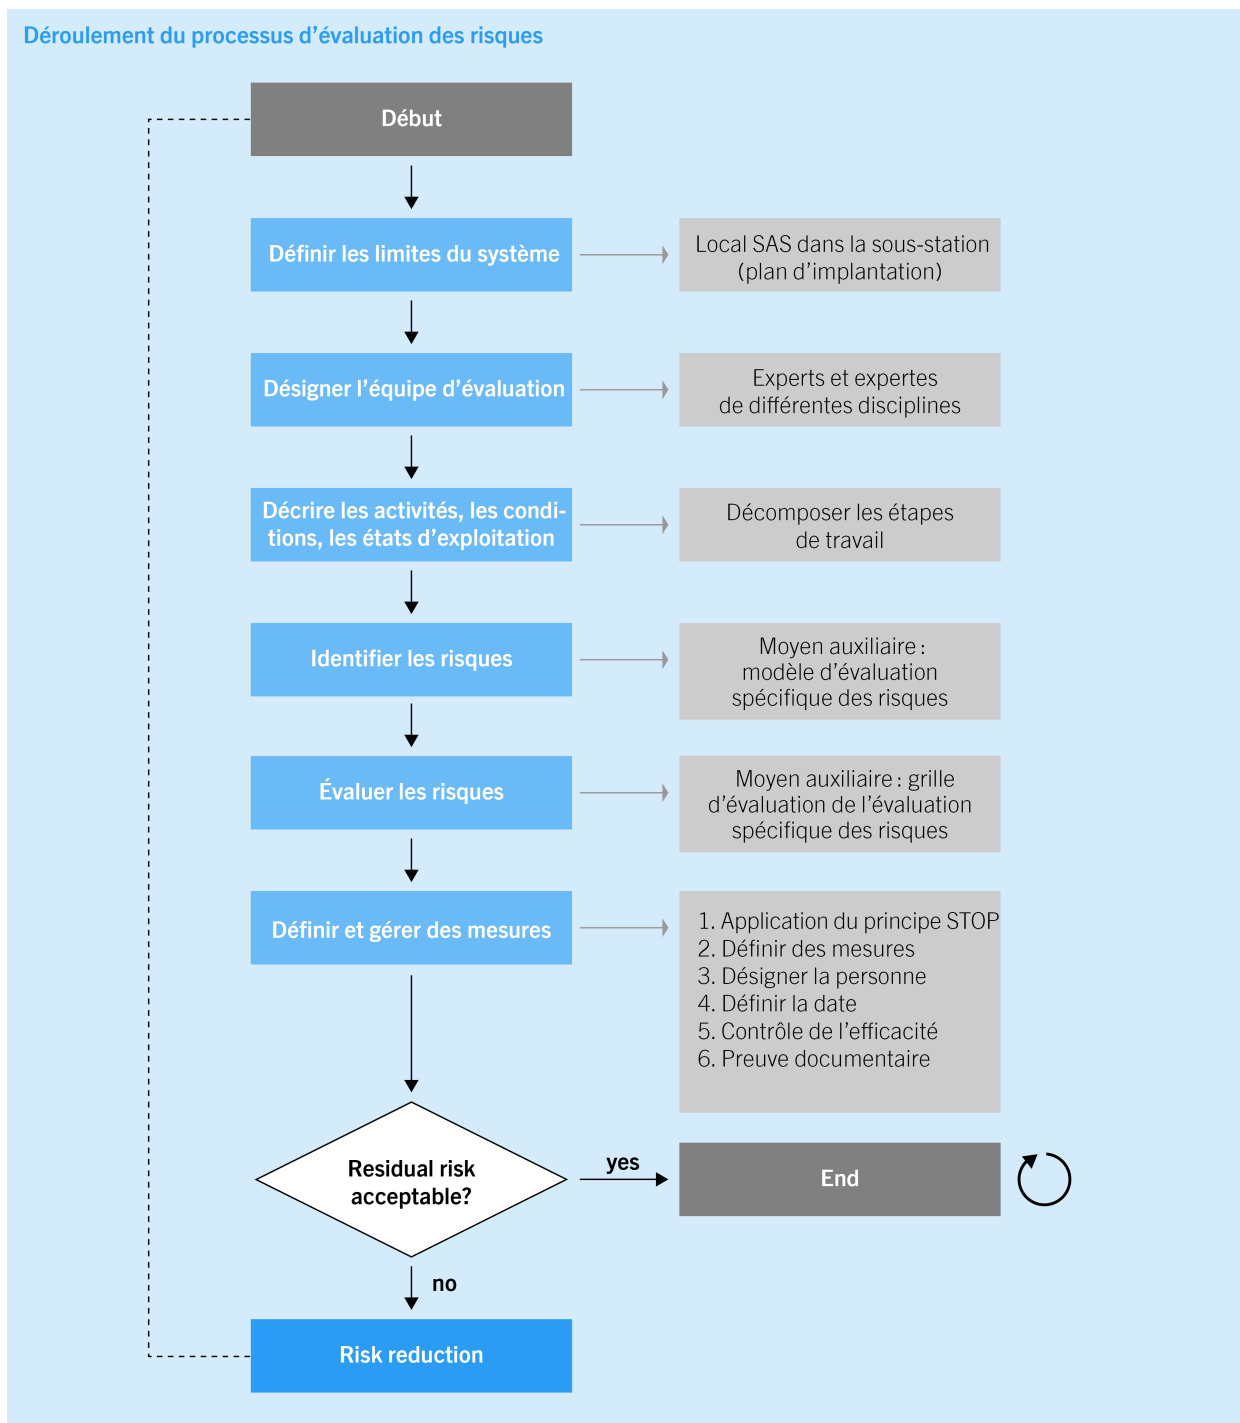 Déroulement du processus d’évaluation des risques
Début
Définir les limites du système
Local SAS dans la sous-station
(plan d’implantation)
Désigner l’équipe d’évaluation
Experts et expertes
de différentes disciplines
Décrire les activités, les condi-
tions, les états d’exploitation
Décomposer les étapes
de travail
Identifier les risques
Moyen auxiliaire :
modèle d’évaluation
spécifique des risques
Évaluer les risques
Moyen auxiliaire : grille
d’évaluation de l’évaluation
spécifique des risques
Définir et gérer des mesures
1. Application du principe STOP
2. Définir des mesures
3. Désigner la personne
4. Définir la date
5. Contrôle de l’efficacité
6. Preuve documentaire
Residual risk
acceptable?
yes
End
no
Risk reduction